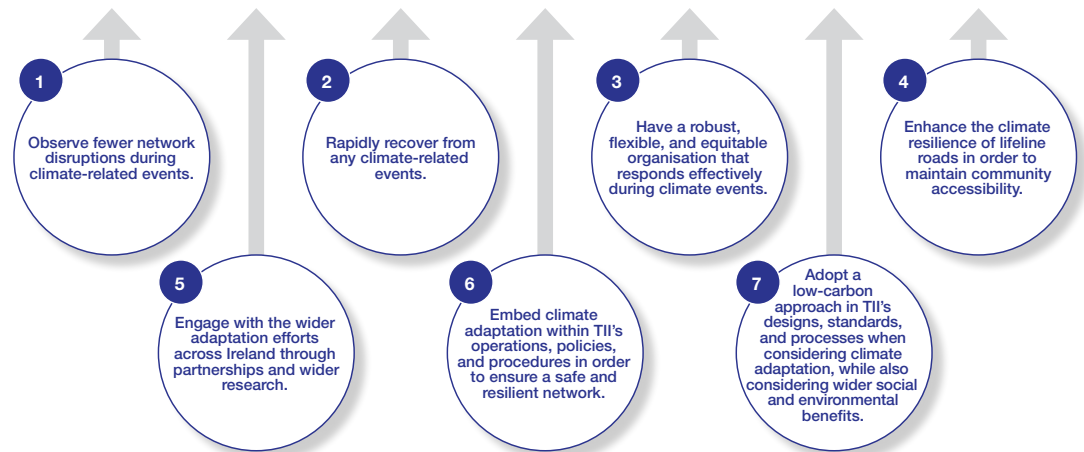 1
Observe fewer network
disruptions during
climate-related events.
2
Rapidly recover from
any climate-related
events.
3
Have a robust,
flexible, and equitable
organisation that
responds effectively
during climate events.
4
Enhance the climate
resilience of lifeline
roads in order to
maintain community
accessibility.
5
Engage with the wider
adaptation efforts
across Ireland through
partnerships and wider
research.
6
Embed climate
adaptation within TII's
operations, policies,
and procedures in order
to ensure a safe and
resilient network.
7
Adopt a
low-carbon
approach in TII's
designs, standards,
and processes when
considering climate
adaptation, while also
considering wider social
and environmental
benefits.